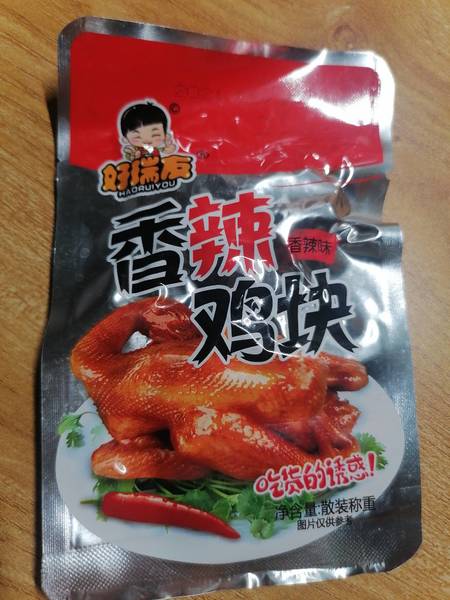 好瑞友
HAORUIYOU
香辣
香辣味
鸡块
吃货的诱惑!
净含量:散装称重
图片仅供参考